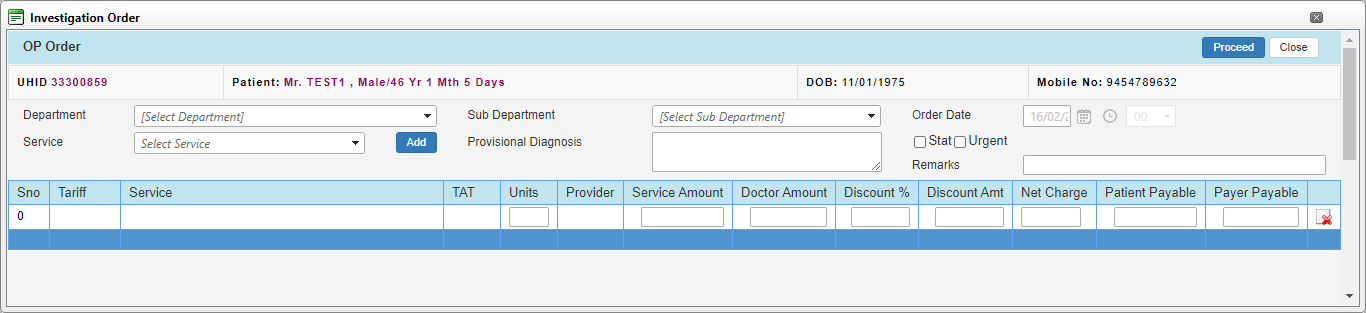 Investigation Order
OP Order Proceed Close
UHID 33300859 Patient: Mr. TEST1 , Male/46 Yr 1 Mth 5 Days DOB: 11/01/1975 Mobile No: 9454789632
Department [Select Department] Sub Department [Select Sub Department] Order Date 16/02/2 00
Service Select Service Add Provisional Diagnosis Stat Urgent
Remarks
Sno Tariff Service TAT Units Provider Service Amount Doctor Amount Discount % Discount Amt Net Charge Patient Payable Payer Payable
0